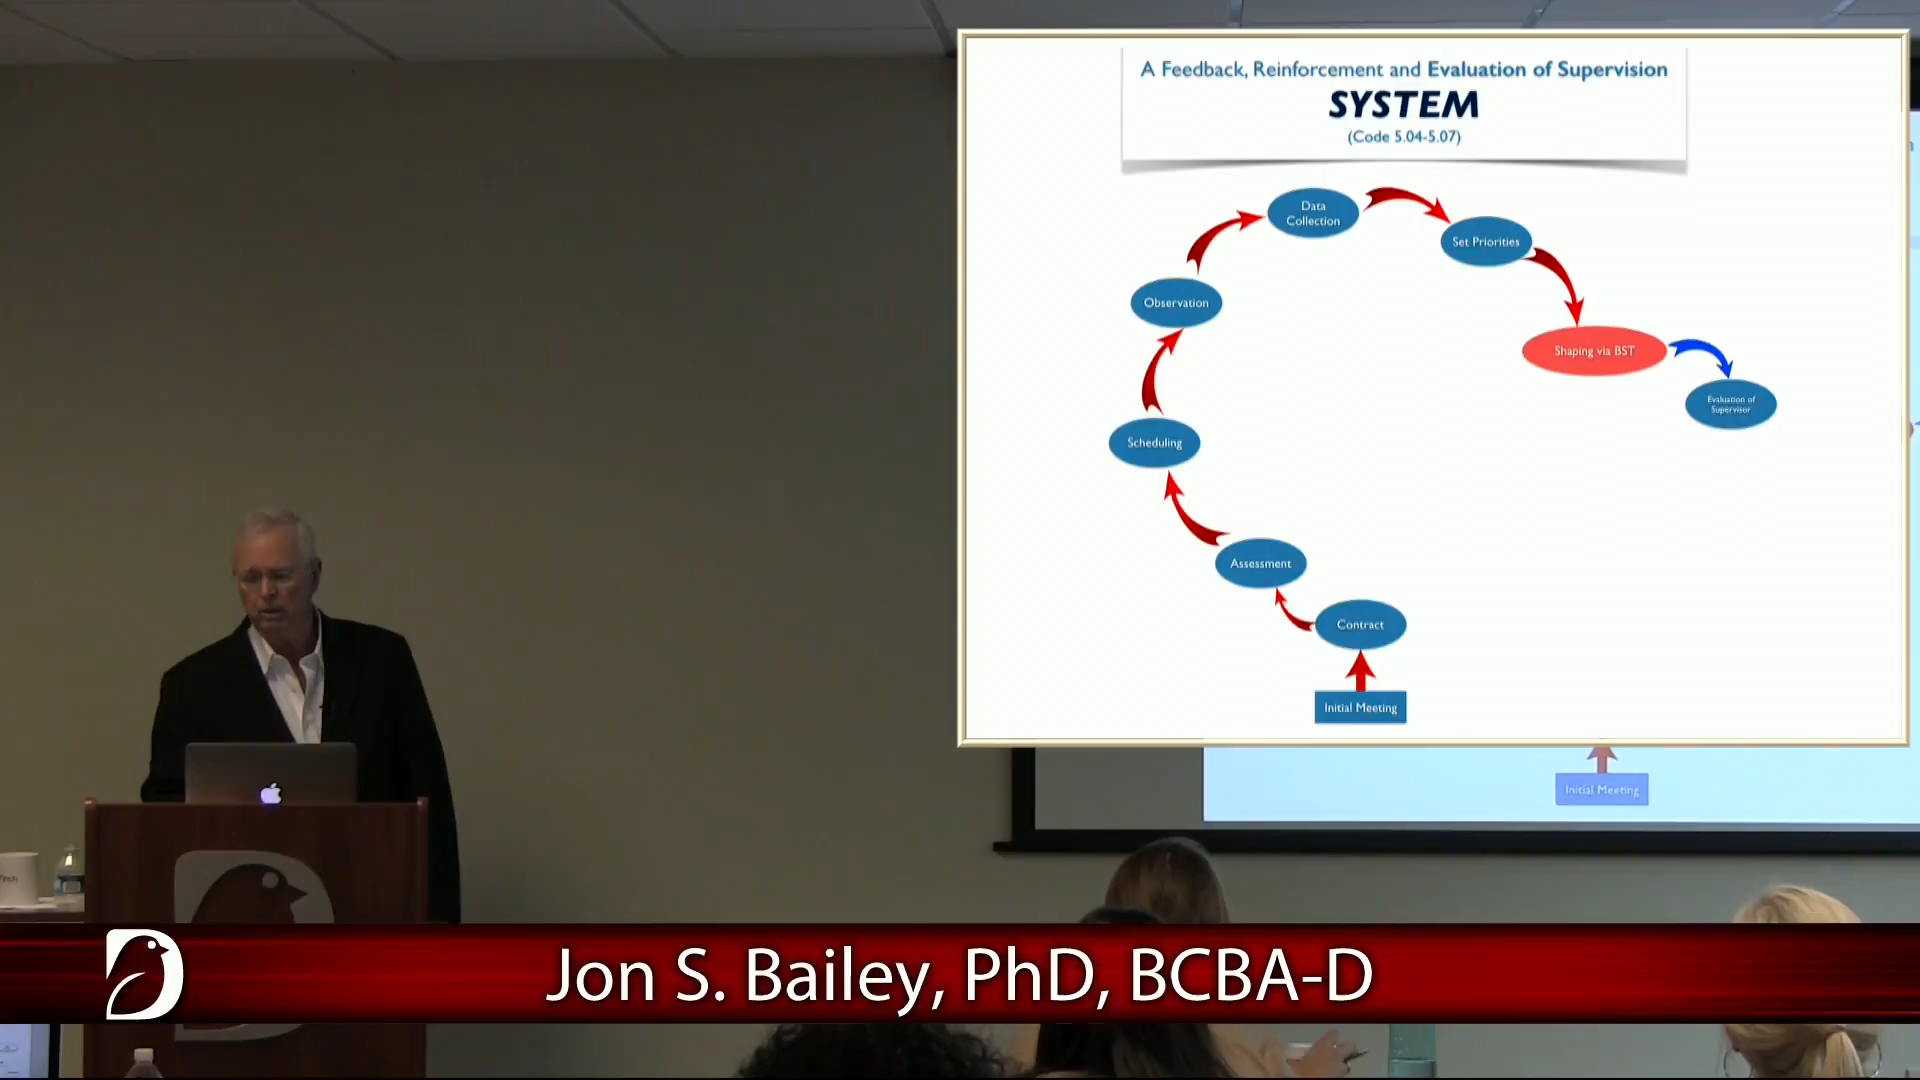 A Feedback, Reinforcement and Evaluation of Supervision
SYSTEM
(Code 5.04-5.07)
Data
Collection
Set Priorities
Observation
Shaping via BST
Evaluation of
Supervisor
Scheduling
Assessment
Contract
Initial Meeting
Initial Meeting
Jon S. Bailey, PhD, BCBA-D